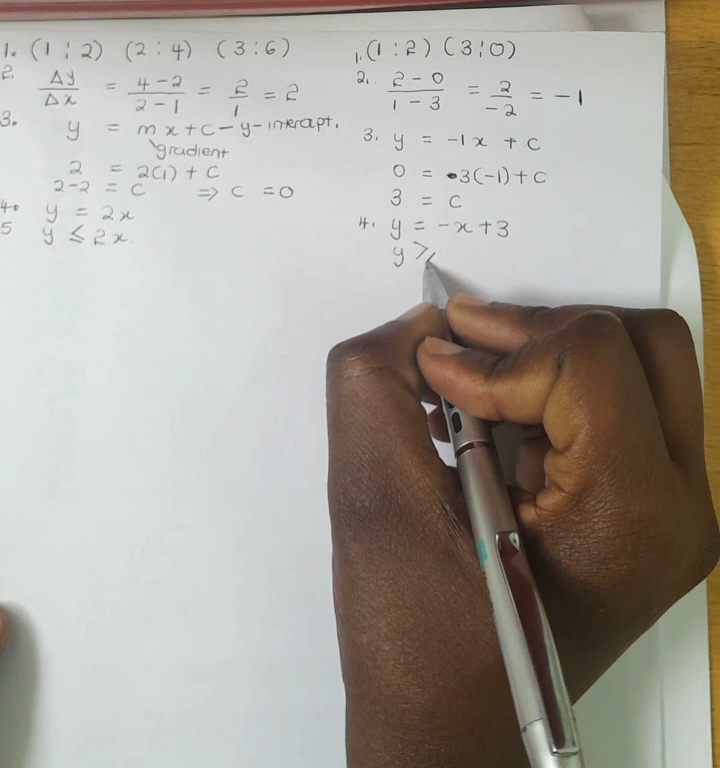 1. (1 ; 2) (2 : 4) (3 : 6)
2. Δy/Δx = 4-2/2-1 = 2/1 = 2
3. y = mx+c - y-intercept.
gradient
2 = 2(1) + c
2-2 = c ⇒ c = 0
4. y = 2x
5 y ≤ 2x.
1. (1 : 2) (3 ; 0)
2. 2-0/1-3 = 2/-2 = -1
3. y = -1x + c
0 = 3(-1)+c
3 = c
4. y = -x+3
y ≥